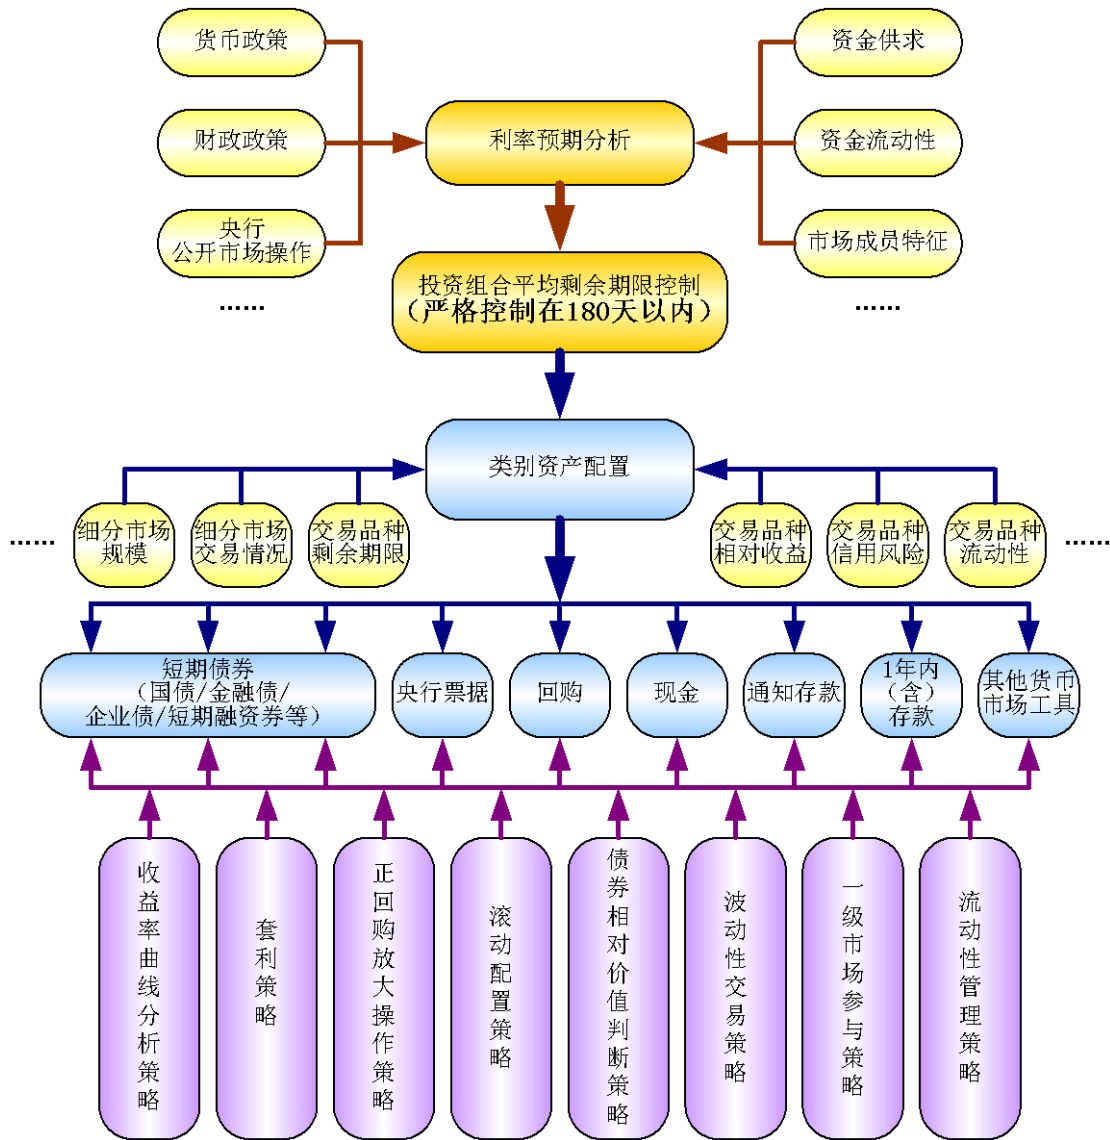 货币政策
资金供求
财政政策
利率预期分析
资金流动性
央行
公开市场操作
市场成员特征
……
投资组合平均剩余期限控制
（严格控制在180天以内）
……
类别资产配置
……
细分市场
规模
细分市场
交易情况
交易品种
剩余期限
交易品种
相对收益
交易品种
信用风险
交易品种
流动性
……
短期债券
（国债/金融债/
企业债/短期融资券等）
央行票据
回购
现金
通知存款
1年内
（含）
存款
其他货币
市场工具
收益率曲线分析策略
套利策略
正回购放大操作策略
滚动配置策略
债券相对价值判断策略
波动性交易策略
一级市场参与策略
流动性管理策略